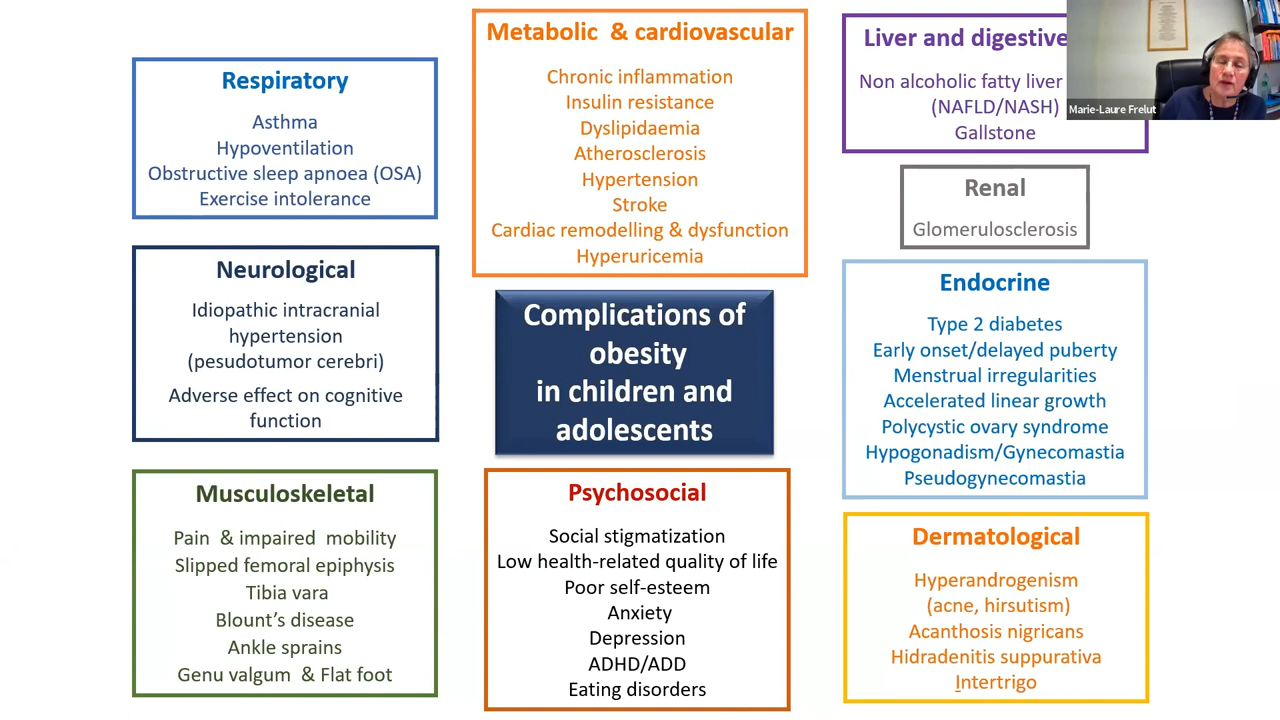 Respiratory
Asthma
Hypoventilation
Obstructive sleep apnoea (OSA)
Exercise intolerance
Neurological
Idiopathic intracranial
hypertension
(pesudotumor cerebri)
Adverse effect on cognitive
function
Musculoskeletal
Pain & impaired mobility
Slipped femoral epiphysis
Tibia vara
Blount's disease
Ankle sprains
Genu valgum & Flat foot
Metabolic & cardiovascular
Chronic inflammation
Insulin resistance
Dyslipidaemia
Atherosclerosis
Hypertension
Stroke
Cardiac remodelling & dysfunction
Hyperuricemia
Complications of
obesity
in children and
adolescents
Psychosocial
Social stigmatization
Low health-related quality of life
Poor self-esteem
Anxiety
Depression
ADHD/ADD
Eating disorders
Liver and digestive
Non alcoholic fatty liver
(NAFLD/NASH)
Gallstone
Marie-Laure Frelut
Renal
Glomerulosclerosis
Endocrine
Type 2 diabetes
Early onset/delayed puberty
Menstrual irregularities
Accelerated linear growth
Polycystic ovary syndrome
Hypogonadism/Gynecomastia
Pseudogynecomastia
Dermatological
Hyperandrogenism
(acne, hirsutism)
Acanthosis nigricans
Hidradenitis suppurativa
Intertrigo